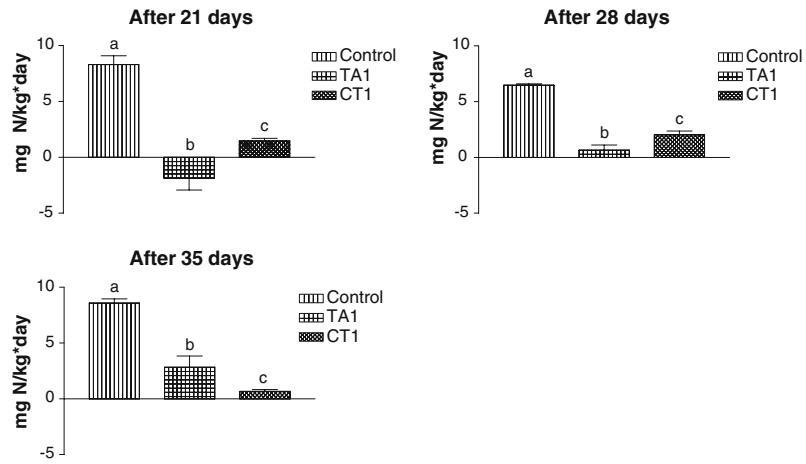 After 21 days
mg N/kg*day
10
5
0
-5
a
b
c
Control
TA1
CT1
After 28 days
mg N/kg*day
10
5
0
-5
a
b
c
Control
TA1
CT1
After 35 days
mg N/kg*day
10
5
0
-5
a
b
c
Control
TA1
CT1